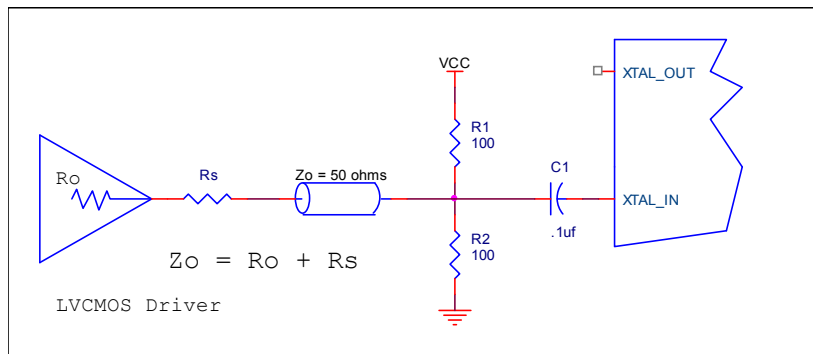 VCC
XTAL_OUT
R1
100
C1
Ro
Rs
Zo = 50 ohms
XTAL_IN
R2
100
.1uf
Zo = Ro + Rs
LVCMOS Driver